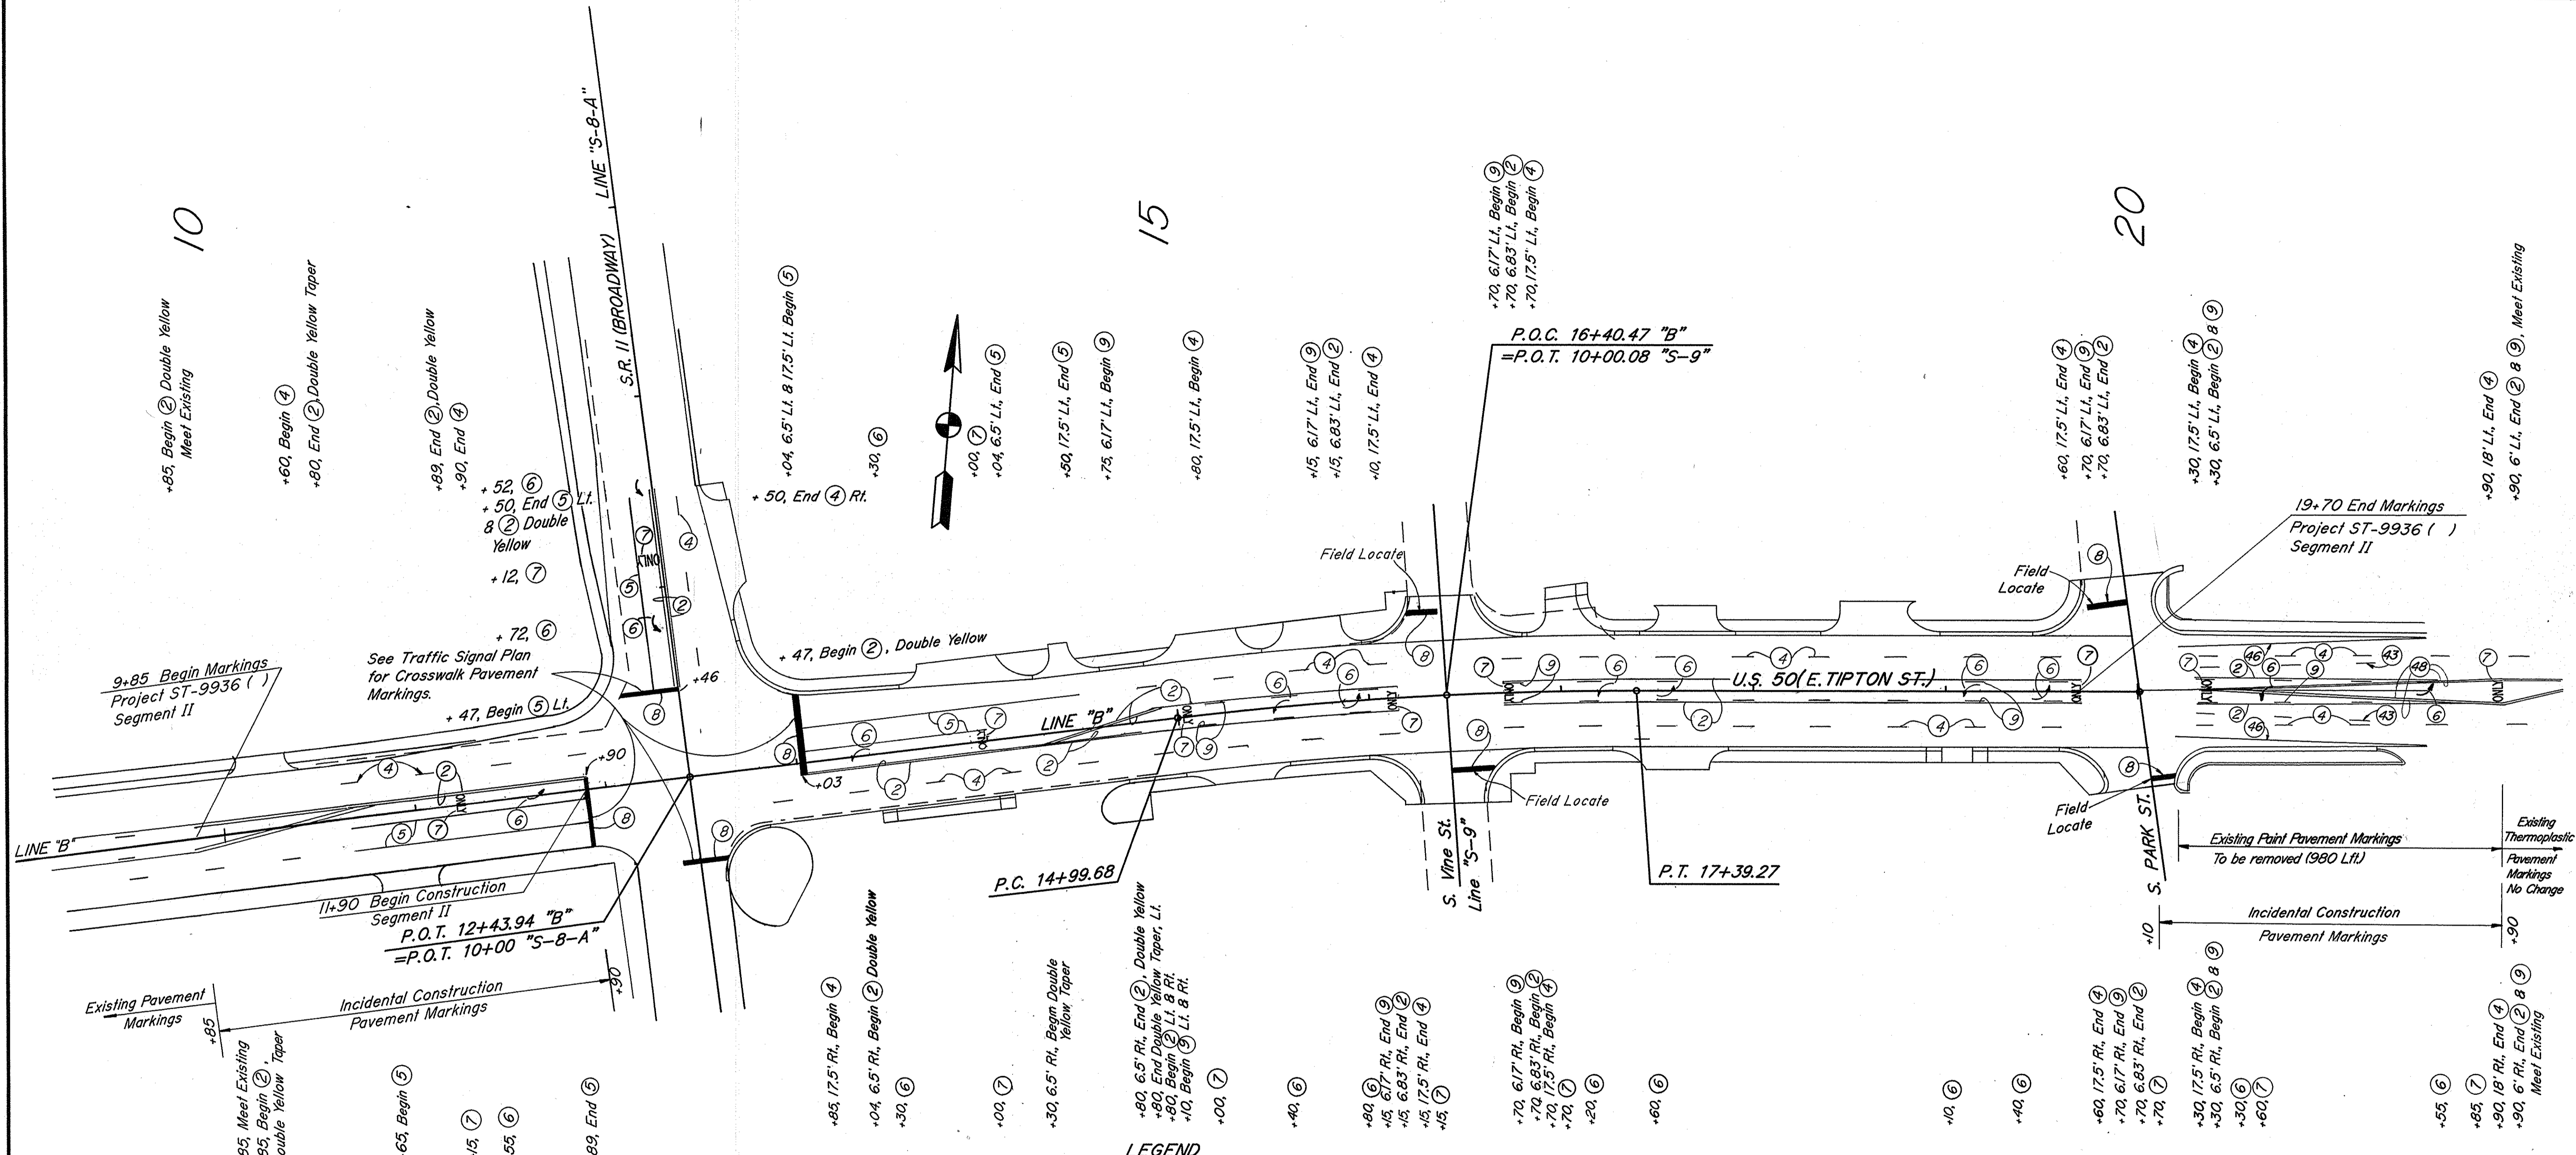 10
15
20
LINE "S-8-A"
S.R. 11 (BROADWAY)
+85, Begin ② Double Yellow
Meet Existing
+60, Begin ④
+80, End ②, Double Yellow Taper
+89, End ②, Double Yellow
+90, End ④
+52, ⑥
+50, End ⑤ Lt.
& ② Double
Yellow
+12, ⑦
+72, ⑥
+04, 6.5' Lt. & 17.5' Lt. Begin ⑤
+50, End ④ Rt.
+30, ⑥
+00, ⑦
+04, 6.5' Lt., End ⑤
+50, 17.5' Lt., End ⑤
+75, 6.17' Lt., Begin ⑨
+80, 17.5' Lt., Begin ④
+15, 6.17' Lt., End ⑨
+15, 6.83' Lt., End ②
+10, 17.5' Lt., End ④
+70, 6.17' Lt., Begin ⑨
+70, 6.83' Lt., Begin ②
+70, 17.5' Lt., Begin ④
P.O.C. 16+40.47 "B"
=P.O.T. 10+00.08 "S-9"
+60, 17.5' Lt., End ④
+70, 6.17' Lt., End ⑨
+70, 6.83' Lt., End ②
+30, 17.5' Lt., Begin ④
+30, 6.5' Lt., Begin ② & ⑨
+90, 18' Lt., End ④
+90, 6' Lt., End ② & ⑨, Meet Existing
19+70 End Markings
Project ST-9936 ( )
Segment II
Field Locate
Field
Locate
See Traffic Signal Plan
for Crosswalk Pavement
Markings.
+47, Begin ②, Double Yellow
+46
+47, Begin ⑤ Lt.
9+85 Begin Markings
Project ST-9936 ( )
Segment II
ONLY
U.S. 50 (E. TIPTON ST.)
LINE "B"
+90
+03
LINE "B"
Field Locate
Field
Locate
11+90 Begin Construction
Segment II
P.O.T. 12+43.94 "B"
=P.O.T. 10+00 "S-8-A"
P.C. 14+99.68
S. Vine St.
Line "S-9"
P.T. 17+39.27
S. PARK ST.
Existing Paint Pavement Markings
To be removed (980 Lft.)
Existing
Thermoplastic
Pavement
Markings
No Change
Incidental Construction
Pavement Markings
+10
+90
Existing Pavement
Markings
+85
Incidental Construction
Pavement Markings
+90
85, Meet Existing
85, Begin ②,
ouble Yellow Taper
65, Begin ⑤
15, ⑦
55, ⑥
89, End ⑤
+85, 17.5' Rt., Begin ④
+04, 6.5' Rt., Begin ② Double Yellow
+30, ⑥
+00, ⑦
+30, 6.5' Rt., Begin Double
Yellow Taper
+80, 6.5' Rt., End ②, Double Yellow
+80, End Double Yellow Taper, Lt.
+80, Begin ② Lt. & Rt.
+10, Begin ⑨ Lt. & Rt.
+00, ⑦
+40, ⑥
+80, ⑥
+15, 6.17' Rt., End ⑨
+15, 6.83' Rt., End ②
+15, 17.5' Rt., End ④
+15, ⑦
+70, 6.17' Rt., Begin ⑨
+70, 6.83' Rt., Begin ②
+70, 17.5' Rt., Begin ④
+70, ⑦
+20, ⑥
+60, ⑥
+10, ⑥
+40, ⑥
+60, 17.5' Rt., End ④
+70, 6.17' Rt., End ⑨
+70, 6.83' Rt., End ②
+70, ⑦
+30, 17.5' Rt., Begin ④
+30, 6.5' Rt., Begin ② & ⑨
+30, ⑥
+60, ⑦
+55, ⑥
+85, ⑦
+90, 18' Rt., End ④
+90, 6' Rt., End ② & ⑨
Meet Existing
LEGEND